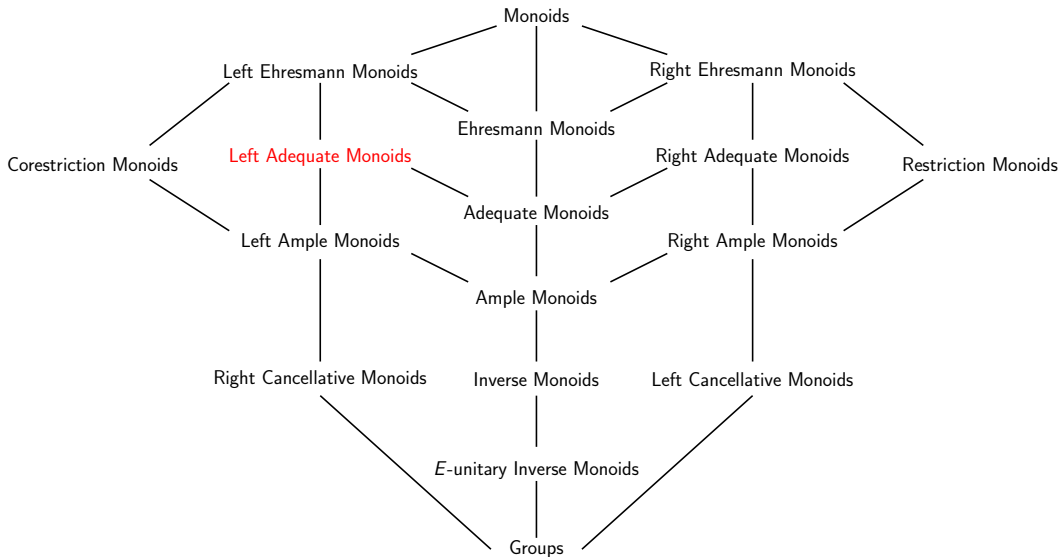 Monoids
Left Ehresmann Monoids
Right Ehresmann Monoids
Ehresmann Monoids
Corestriction Monoids
Left Adequate Monoids
Right Adequate Monoids
Restriction Monoids
Adequate Monoids
Left Ample Monoids
Right Ample Monoids
Ample Monoids
Right Cancellative Monoids
Inverse Monoids
Left Cancellative Monoids
E-unitary Inverse Monoids
Groups